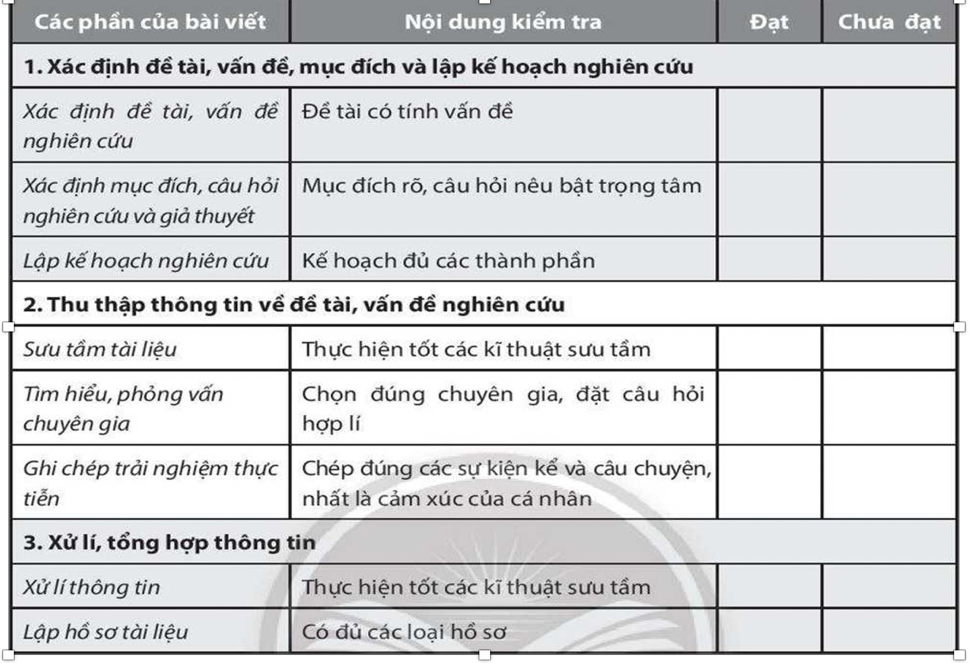 Các phần của bài viết Nội dung kiểm tra Đạt Chưa đạt
1. Xác định đề tài, vấn đề, mục đích và lập kế hoạch nghiên cứu
Xác định đề tài, vấn đề Đề tài có tính vấn đề
nghiên cứu
Xác định mục đích, câu hỏi Mục đích rõ, câu hỏi nêu bật trọng tâm
nghiên cứu và giả thuyết
Lập kế hoạch nghiên cứu Kế hoạch đủ các thành phần
2. Thu thập thông tin về đề tài, vấn đề nghiên cứu
Sưu tầm tài liệu Thực hiện tốt các kĩ thuật sưu tầm
Tìm hiểu, phỏng vấn Chọn đúng chuyên gia, đặt câu hỏi
chuyên gia hợp lí
Ghi chép trải nghiệm thực Chép đúng các sự kiện kể và câu chuyện,
tiễn nhất là cảm xúc của cá nhân
3. Xử lí, tổng hợp thông tin
Xử lí thông tin Thực hiện tốt các kĩ thuật sưu tầm
Lập hồ sơ tài liệu Có đủ các loại hồ sơ